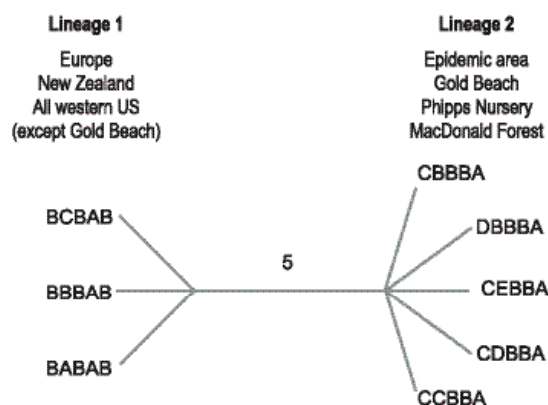 Lineage 1
Europe
New Zealand
All western US
(except Gold Beach)
Lineage 2
Epidemic area
Gold Beach
Phipps Nursery
MacDonald Forest
BCBAB
BBBAB
BABAB
5
CBBBA
DBBBA
CEBBA
CDBBA
CCBBA